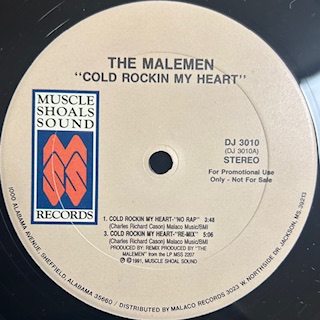 THE MALEMEN
"COLD ROCKIN MY HEART"
MUSCLE
SHOALS
SOUND
RECORDS
DJ 3010
(DJ 3010A)
STEREO
For Promotional Use
Only - Not For Sale
1. COLD ROCKIN MY HEART-"NO RAP" 3:48
(Charles Richard Cason) Malaco Music/BMI
2. COLD ROCKIN MY HEART-"RE-MIX" 5:06
(Charles Richard Cason) Malaco Music/BMI
PRODUCED BY: REMIX PRODUCED BY "THE
MALEMEN" from the LP MSS 2207
℗©1991, MUSCLE SHOAL SOUND
1000 ALABAMA AVENUE, SHEFFIELD, ALABAMA 35660 / DISTRIBUTED BY MALACO RECORDS 3023 W. NORTHSIDE DR. JACKSON, MS 39213